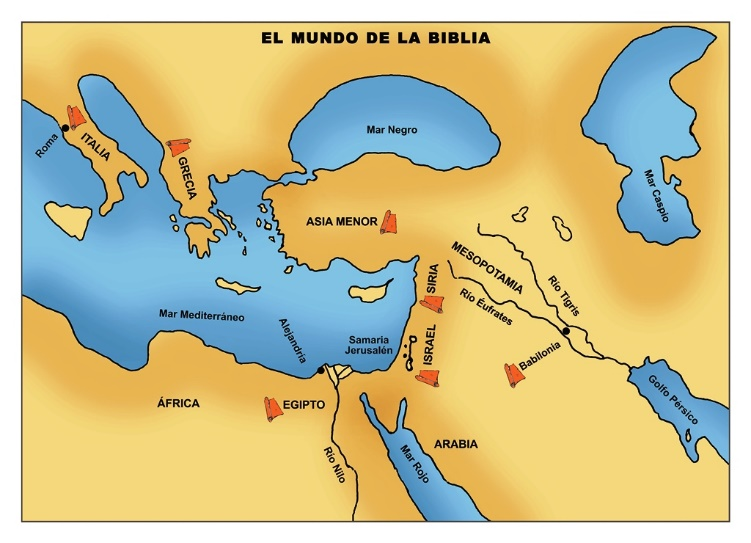 EL MUNDO DE LA BIBLIA
Roma
ITALIA
GRECIA
Mar Negro
Mar Caspio
ASIA MENOR
MESOPOTAMIA
SIRIA
Río Tigris
Río Éufrates
Mar Mediterráneo
Alejandría
Samaria
Jerusalén
ISRAEL
Babilonia
Golfo Pérsico
ÁFRICA
EGIPTO
ARABIA
Río Nilo
Mar Rojo